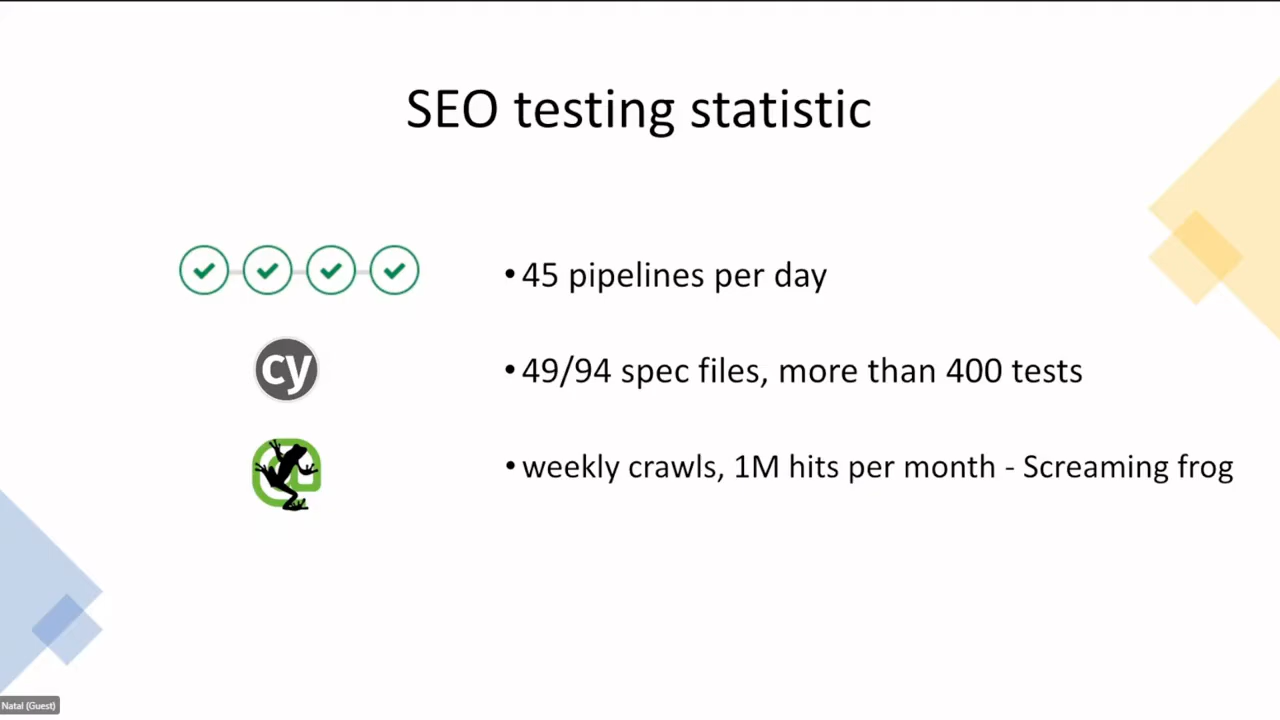 SEO testing statistic
• 45 pipelines per day
cy
• 49/94 spec files, more than 400 tests
• weekly crawls, 1M hits per month - Screaming frog
Natal (Guest)